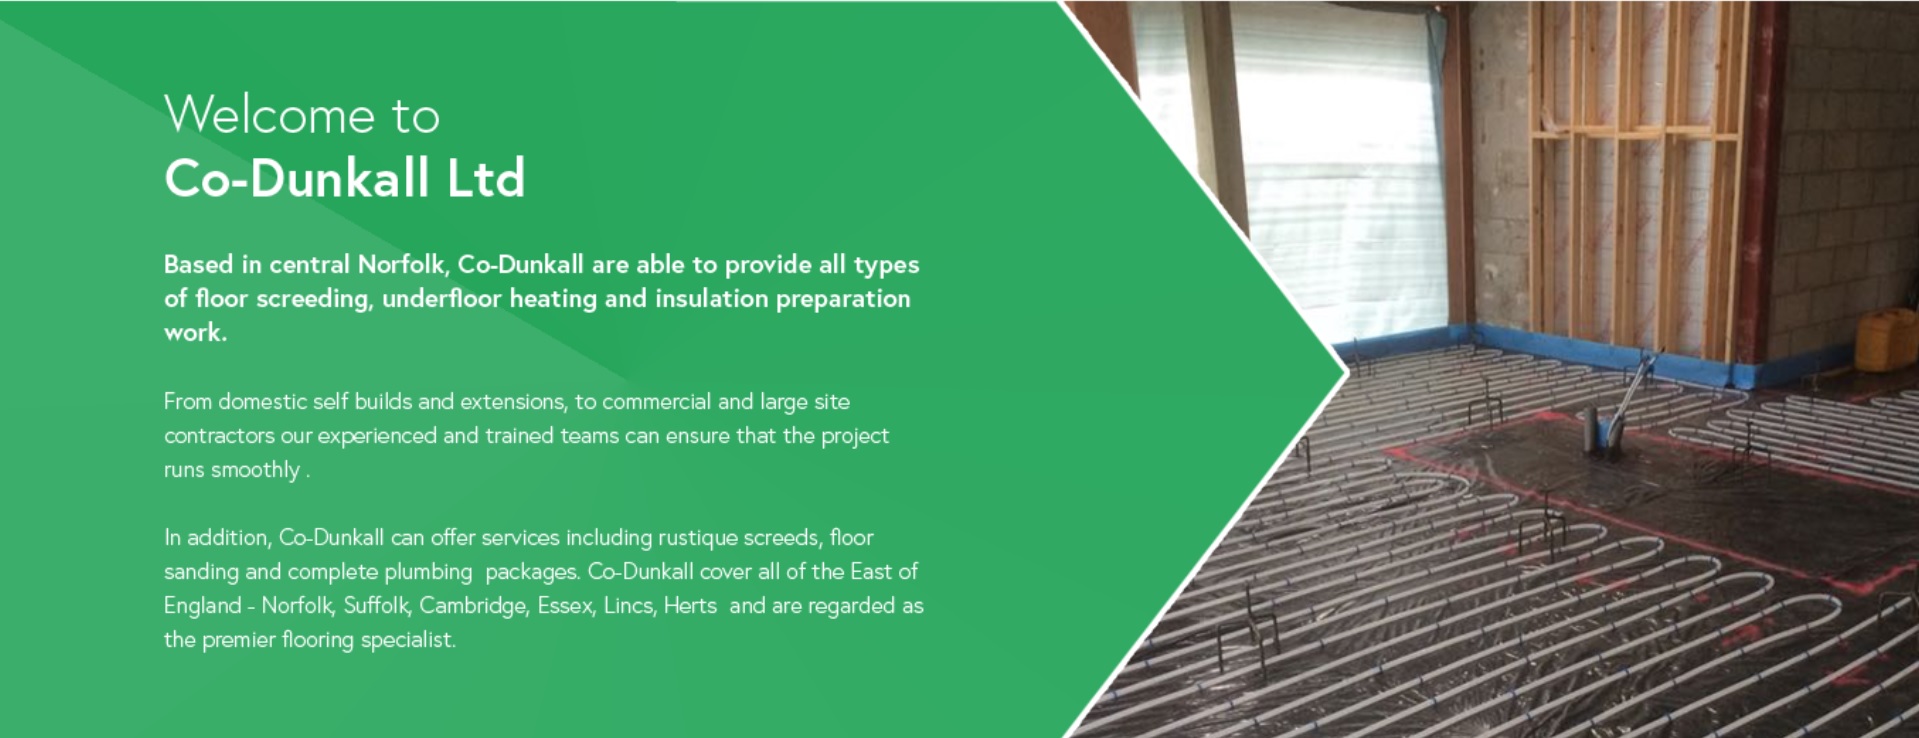 Welcome to
Co-Dunkall Ltd
Based in central Norfolk, Co-Dunkall are able to provide all types
of floor screeding, underfloor heating and insulation preparation
work.
From domestic self builds and extensions, to commercial and large site
contractors our experienced and trained teams can ensure that the project
runs smoothly .
In addition, Co-Dunkall can offer services including rustique screeds, floor
sanding and complete plumbing  packages. Co-Dunkall cover all of the East of
England - Norfolk, Suffolk, Cambridge, Essex, Lincs, Herts  and are regarded as
the premier flooring specialist.